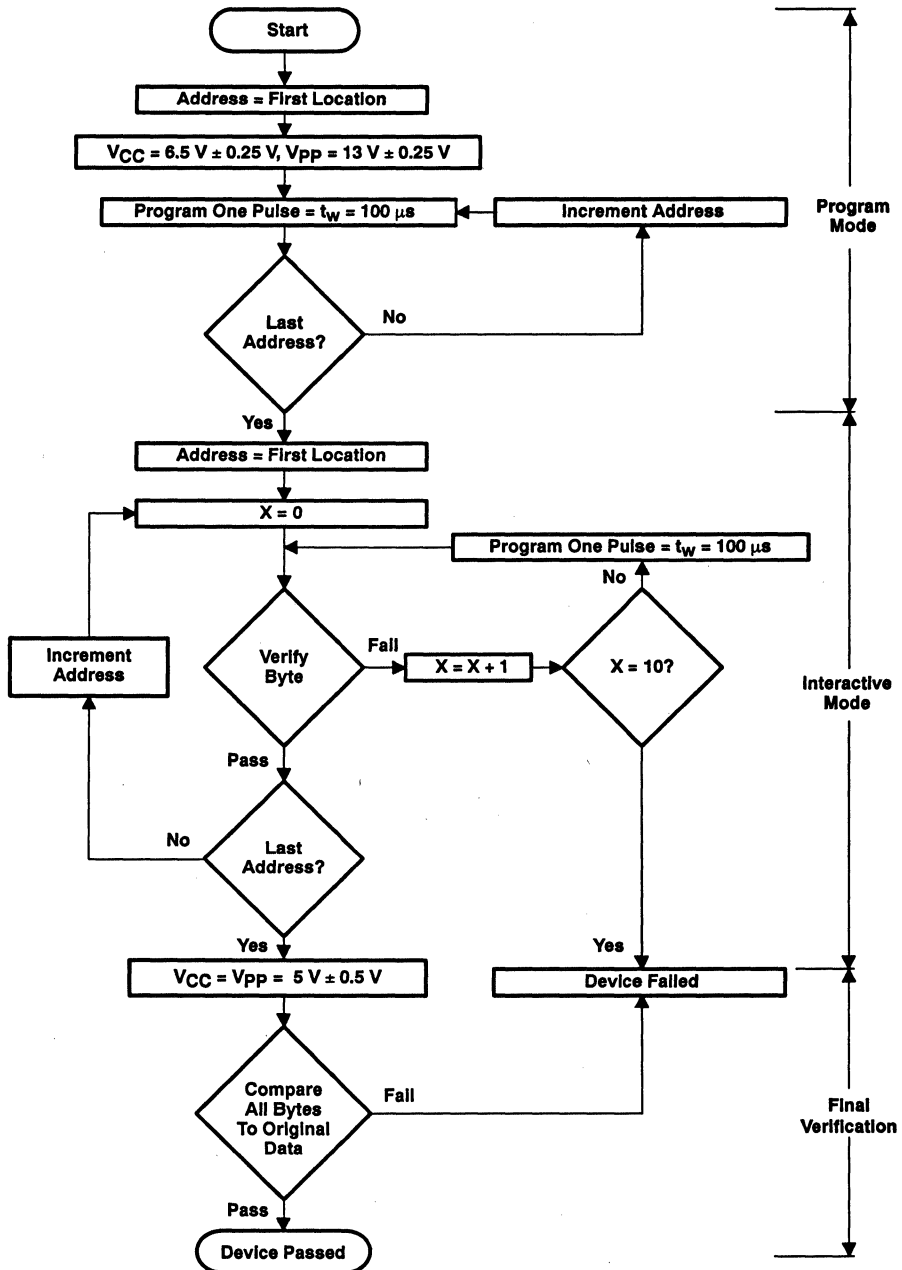 Start
Address = First Location
VCC = 6.5 V ± 0.25 V, VPP = 13 V ± 0.25 V
Program One Pulse = tw = 100 μs
Increment Address
Program
Mode
Last
Address?
No
Yes
Address = First Location
X = 0
Program One Pulse = tw = 100 μs
No
Increment
Address
Verify
Byte
Fail
X = X + 1
X = 10?
Interactive
Mode
Pass
No
Last
Address?
Yes
Yes
VCC = VPP = 5 V ± 0.5 V
Device Failed
Compare
All Bytes
To Original
Data
Fail
Final
Verification
Pass
Device Passed